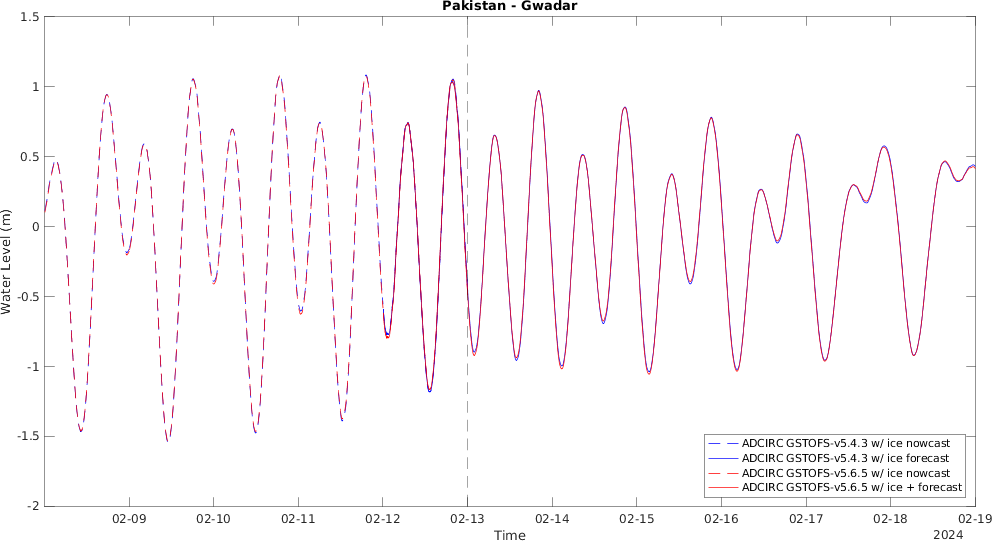 Pakistan - Gwadar
1.5
1
0.5
0
-0.5
-1
-1.5
-2
Water Level (m)
ADCIRC GSTOFS-v5.4.3 w/ ice nowcast
ADCIRC GSTOFS-v5.4.3 w/ ice forecast
ADCIRC GSTOFS-v5.6.5 w/ ice nowcast
ADCIRC GSTOFS-v5.6.5 w/ ice + forecast
02-09 02-10 02-11 02-12 02-13 02-14 02-15 02-16 02-17 02-18 02-19
Time
2024